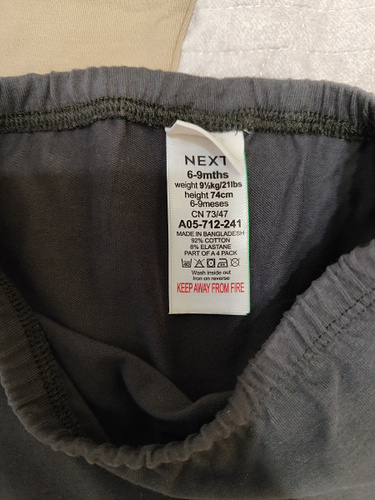 NEXT
6-9mths
weight 9½kg/21lbs
height 74cm
6-9meses
CN 73/47
A05-712-241
MADE IN BANGLADESH
92% COTTON
8% ELASTANE
PART OF A 4 PACK
Wash inside out
Iron on reverse
KEEP AWAY FROM FIRE